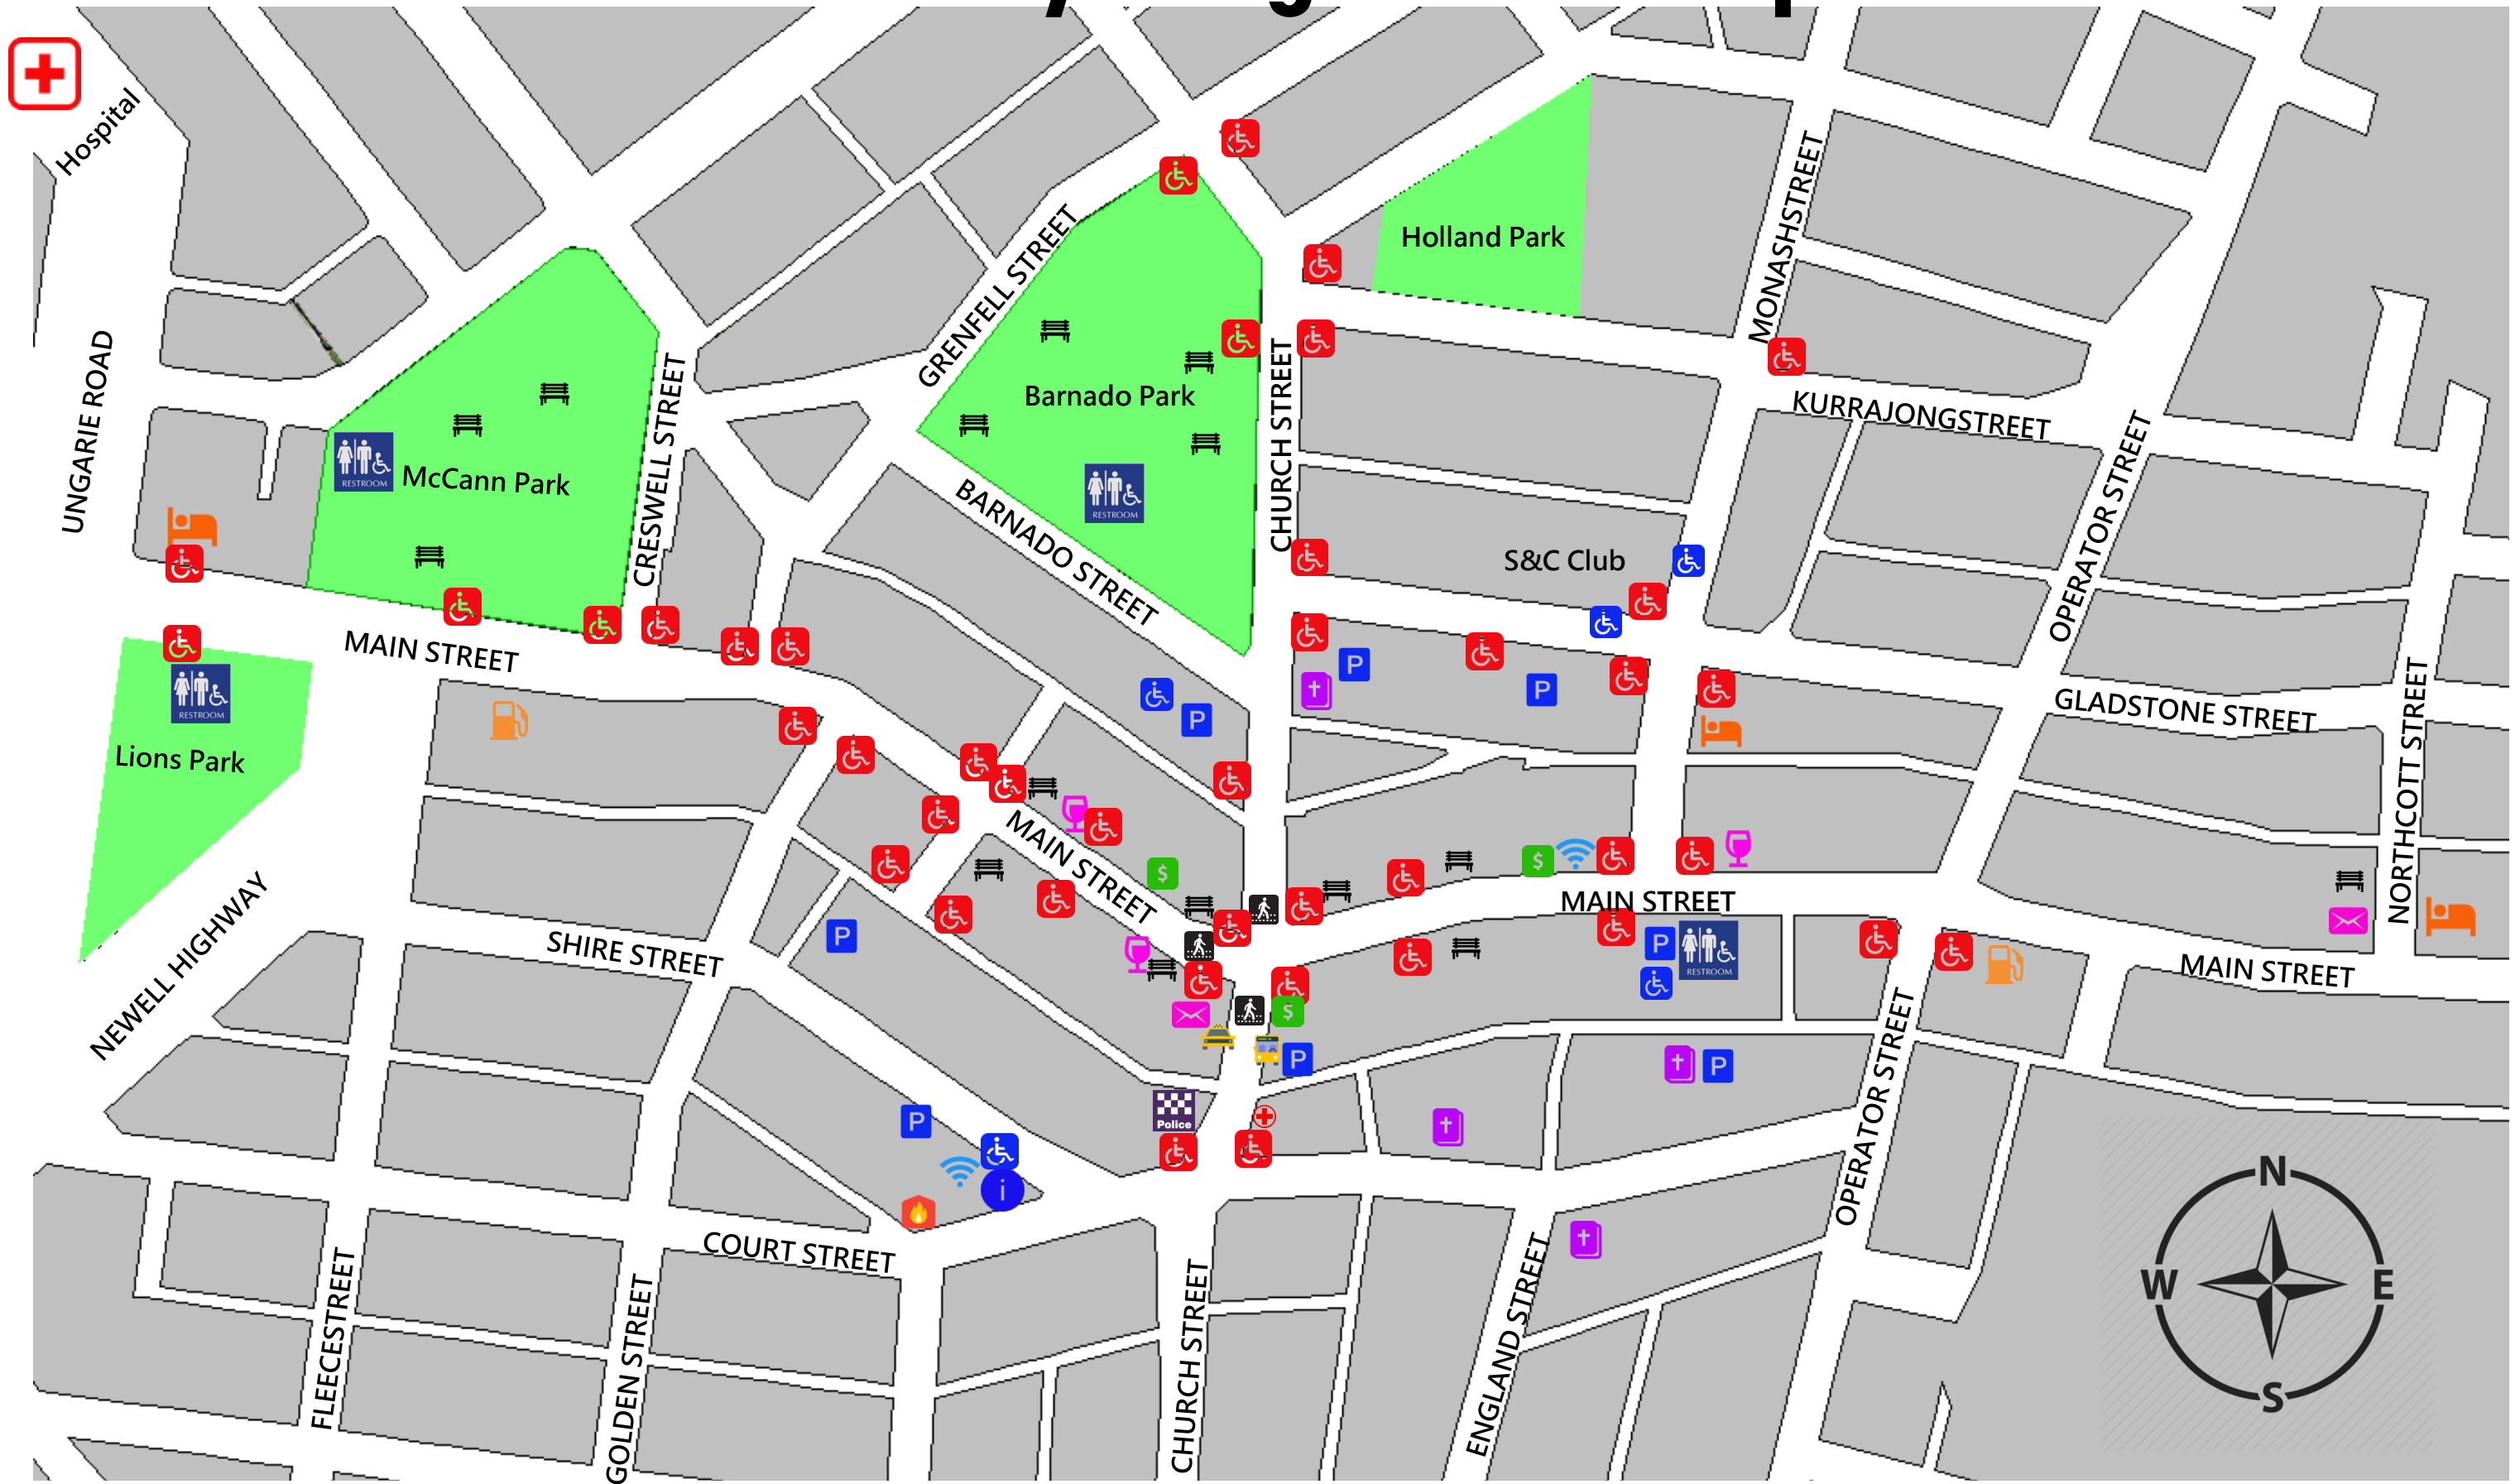 Hospital
Holland Park
MONASHSTREET
GRENFELL STREET
UNGARIE ROAD
CRESWELL STREET
Barnado Park
CHURCH STREET
KURRAJONGSTREET
RESTROOM
McCann Park
RESTROOM
BARNADO STREET
S&C Club
OPERATOR STREET
MAIN STREET
RESTROOM
Lions Park
P
P
P
GLADSTONE STREET
NORTHCOTT STREET
MAIN STREET
$
$
MAIN STREET
NEWELL HIGHWAY
SHIRE STREET
P
P
RESTROOM
MAIN STREET
$
P
P
Police
P
i
OPERATOR STREET
COURT STREET
FLEECESTREET
GOLDEN STREET
CHURCH STREET
ENGLAND STREET
N
W
E
S